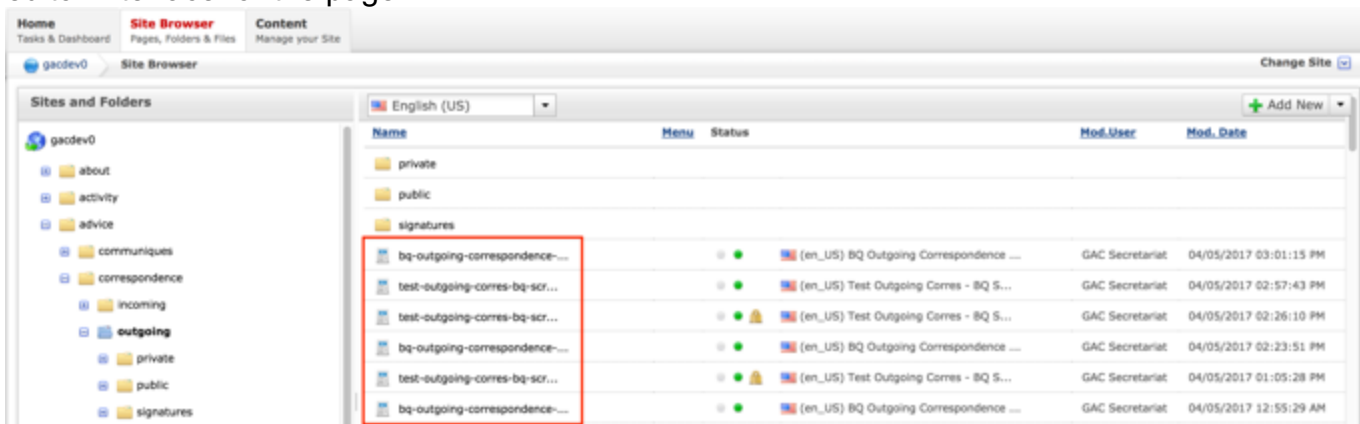 Home Site Browser Content
Tasks & Dashboard Pages, Folders & Files Manage your Site
gacdev0 Site Browser Change Site
Sites and Folders English (US) Add New
Name Menu Status Mod.User Mod. Date
gacdev0
private
about
public
activity
signatures
advice
bq-outgoing-correspondence-... (en_US) BQ Outgoing Correspondence .... GAC Secretariat 04/05/2017 03:01:15 PM
communiques
correspondence
test-outgoing-corres-bq-scr... (en_US) Test Outgoing Corres - BQ S... GAC Secretariat 04/05/2017 02:57:43 PM
incoming
test-outgoing-corres-bq-scr... (en_US) Test Outgoing Corres - BQ S... GAC Secretariat 04/05/2017 02:26:10 PM
outgoing
bq-outgoing-correspondence-... (en_US) BQ Outgoing Correspondence .... GAC Secretariat 04/05/2017 02:23:51 PM
private
test-outgoing-corres-bq-scr... (en_US) Test Outgoing Corres - BQ S... GAC Secretariat 04/05/2017 01:05:28 PM
public
signatures
bq-outgoing-correspondence-... (en_US) BQ Outgoing Correspondence .... GAC Secretariat 04/05/2017 12:55:29 AM